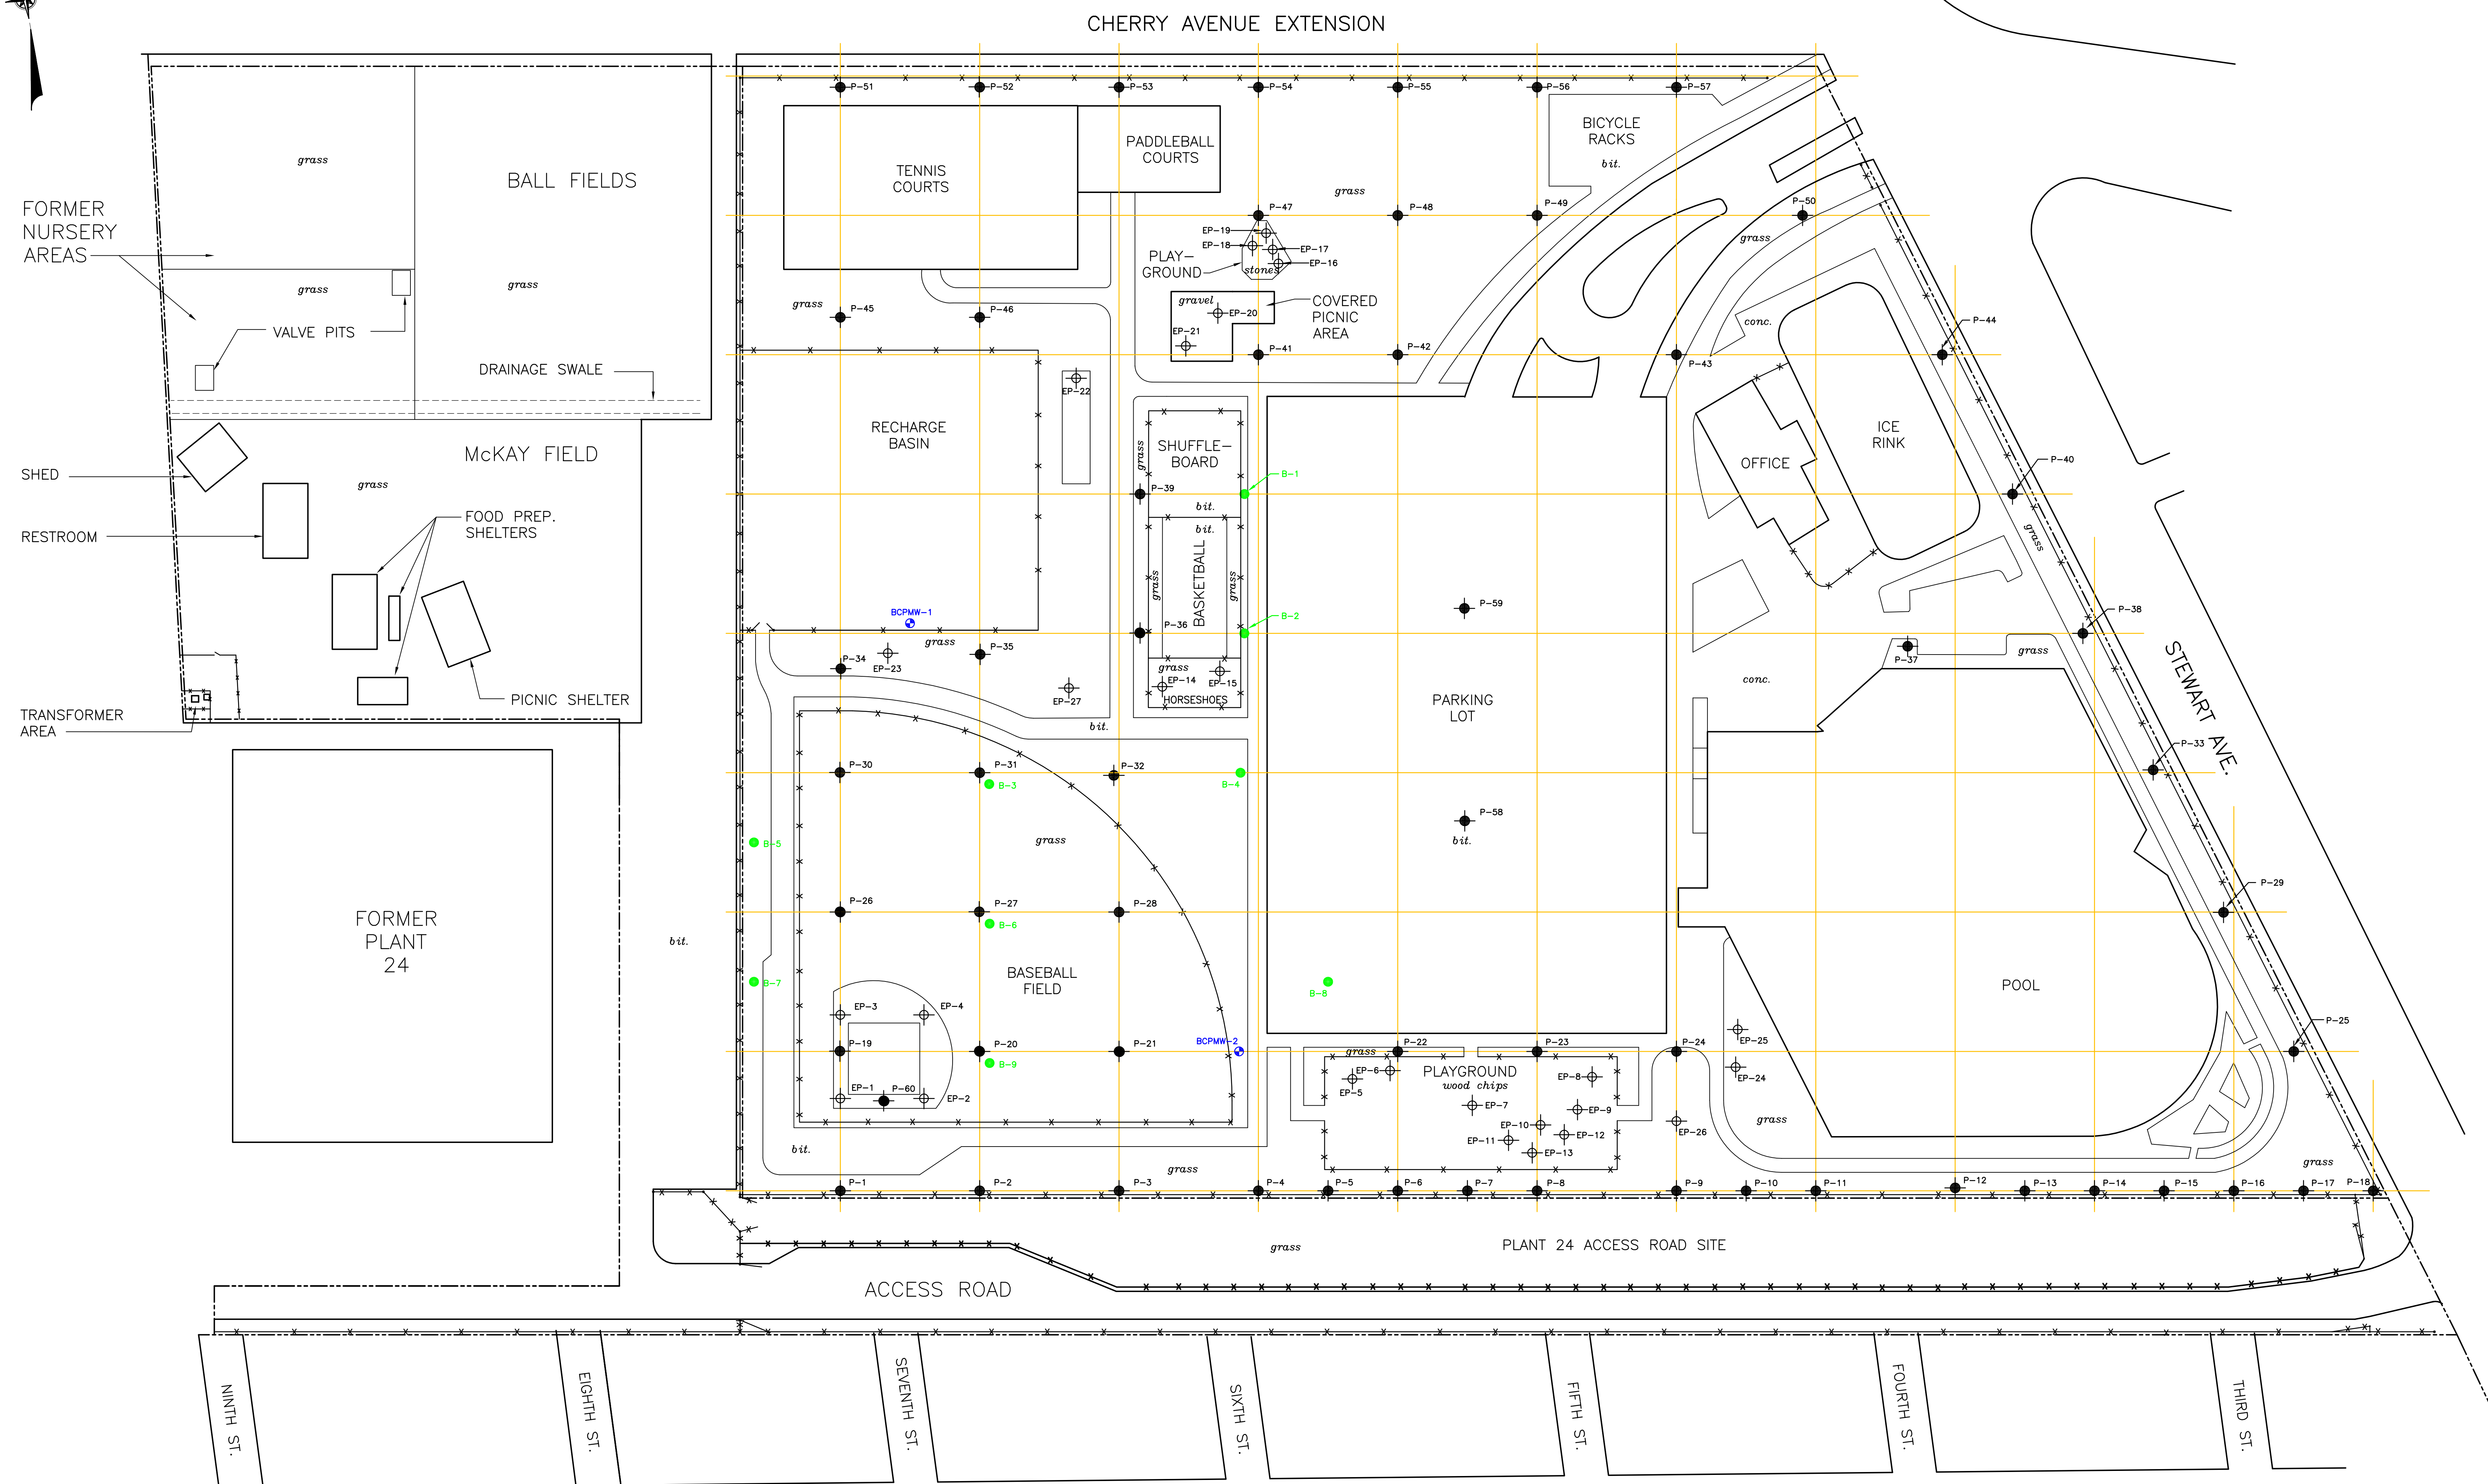 CHERRY AVENUE EXTENSION
P-51
P-52
P-53
P-54
P-55
P-56
P-57
BICYCLE
RACKS
bit.
PADDLEBALL
COURTS
TENNIS
COURTS
grass
BALL FIELDS
grass
FORMER
NURSERY
AREAS
P-47
P-48
P-49
P-50
EP-19
EP-18
EP-17
EP-16
PLAY-
GROUND
stones
grass
grass
grass
grass
gravel
EP-20
EP-21
COVERED
PICNIC
AREA
P-45
P-46
conc.
P-44
VALVE PITS
P-41
P-42
P-43
DRAINAGE SWALE
EP-22
RECHARGE
BASIN
McKAY FIELD
grass
SHUFFLE-
BOARD
grass
ICE
RINK
OFFICE
SHED
B-1
P-39
P-40
bit.
bit.
FOOD PREP.
SHELTERS
RESTROOM
grass
grass
BASKETBALL
grass
BCPMW-1
P-59
B-2
P-36
P-38
grass
P-34
P-35
EP-23
P-37
grass
grass
EP-14
EP-15
EP-27
HORSESHOES
conc.
PICNIC SHELTER
PARKING
LOT
TRANSFORMER
AREA
bit.
STEWART AVE.
P-30
P-31
P-32
P-33
B-3
B-4
P-58
bit.
grass
B-5
P-29
P-26
P-27
P-28
B-6
FORMER
PLANT
24
bit.
BASEBALL
FIELD
B-7
B-8
POOL
EP-3
EP-4
P-25
EP-25
BCPMW-2
P-19
P-20
P-21
grass
P-22
P-23
P-24
B-9
EP-6
PLAYGROUND
wood chips
EP-8
EP-5
EP-24
EP-1
P-60
EP-2
EP-7
EP-9
EP-10
EP-26
grass
EP-11
EP-12
EP-13
bit.
grass
grass
P-1
P-2
P-3
P-4
P-5
P-6
P-7
P-8
P-9
P-10
P-11
P-12
P-13
P-14
P-15
P-16
P-17
P-18
grass
PLANT 24 ACCESS ROAD SITE
ACCESS ROAD
NINTH ST.
EIGHTH ST.
SEVENTH ST.
SIXTH ST.
FIFTH ST.
FOURTH ST.
THIRD ST.